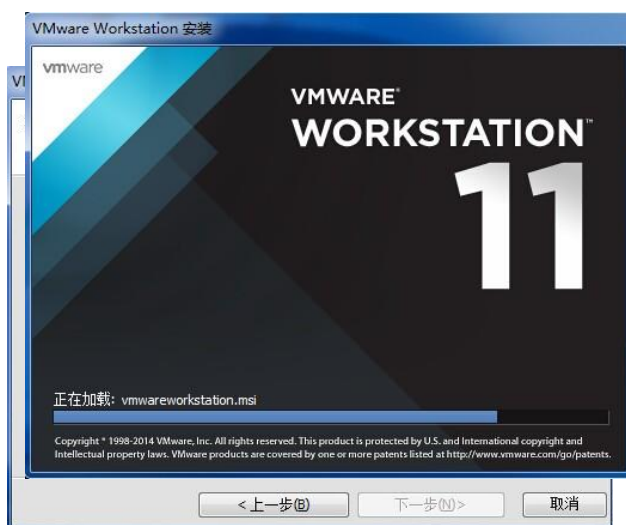 VMware Workstation 安装
vmware
VMWARE®
WORKSTATION™
11
正在加载: vmwareworkstation.msi
Copyright * 1998-2014 VMware, Inc. All rights reserved. This product is protected by U.S. and International copyright and
Intellectual property laws. VMware products are covered by one or more patents listed at http://www.vmware.com/go/patents.
<上一步(B)
下一步(N)>
取消